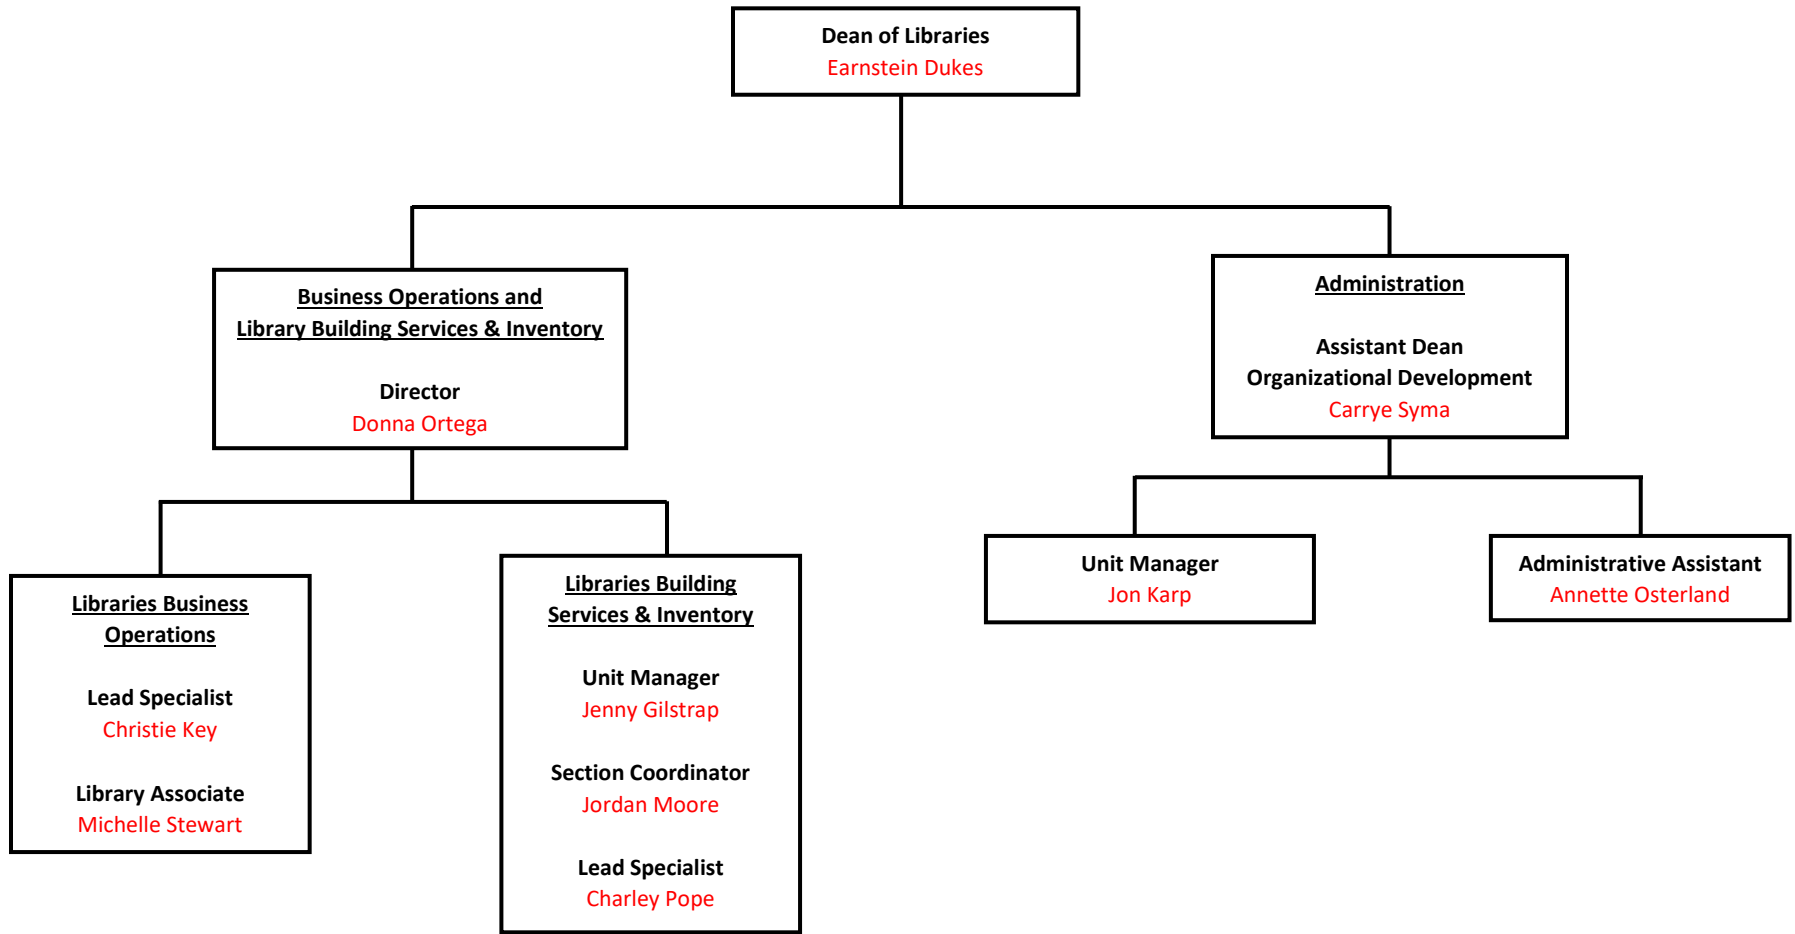 Dean of Libraries
Earnstein Dukes
Business Operations and
Library Building Services & Inventory
Director
Donna Ortega
Administration
Assistant Dean
Organizational Development
Carrye Syma
Libraries Business
Operations
Lead Specialist
Christie Key
Library Associate
Michelle Stewart
Libraries Building
Services & Inventory
Unit Manager
Jenny Gilstrap
Section Coordinator
Jordan Moore
Lead Specialist
Charley Pope
Unit Manager
Jon Karp
Administrative Assistant
Annette Osterland